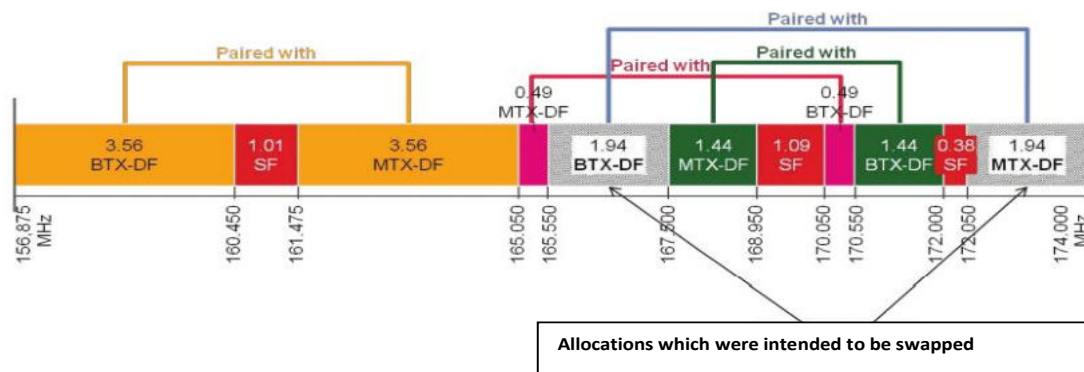 Paired with
Paired with
Paired with
Paired with
0.49
MTX-DF
0.49
BTX-DF
3.56
BTX-DF
1.01
SF
3.56
MTX-DF
1.94
BTX-DF
1.44
MTX-DF
1.09
SF
1.44
BTX-DF
0.38
SF
1.94
MTX-DF
156.875
MHz
160.450
161.475
165.050
165.550
167.500
168.950
170.050
170.550
172.000
172.050
174.000
MHz
Allocations which were intended to be swapped